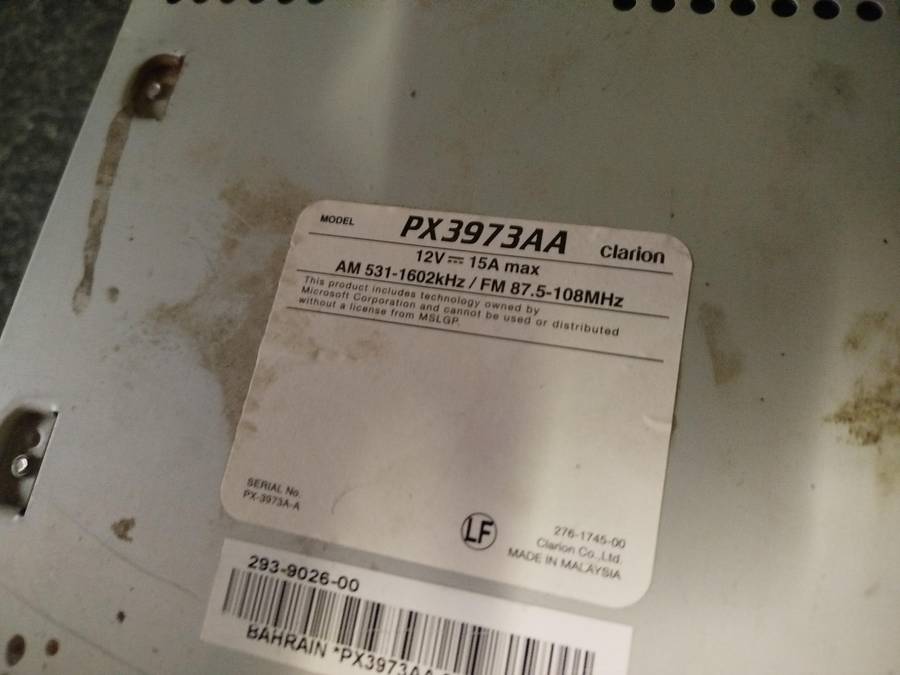 MODEL PX3973AA Clarion
12V⎓ 15A max
AM 531-1602kHz / FM 87.5-108MHz
This product includes technology owned by
Microsoft Corporation and cannot be used or distributed
without a license from MSLGP.
SERIAL No.
PX-3973A-A
LF
276-1745-00
Clarion Co.,Ltd.
MADE IN MALAYSIA
293-9026-00
BAHRAIN *PX3973AA